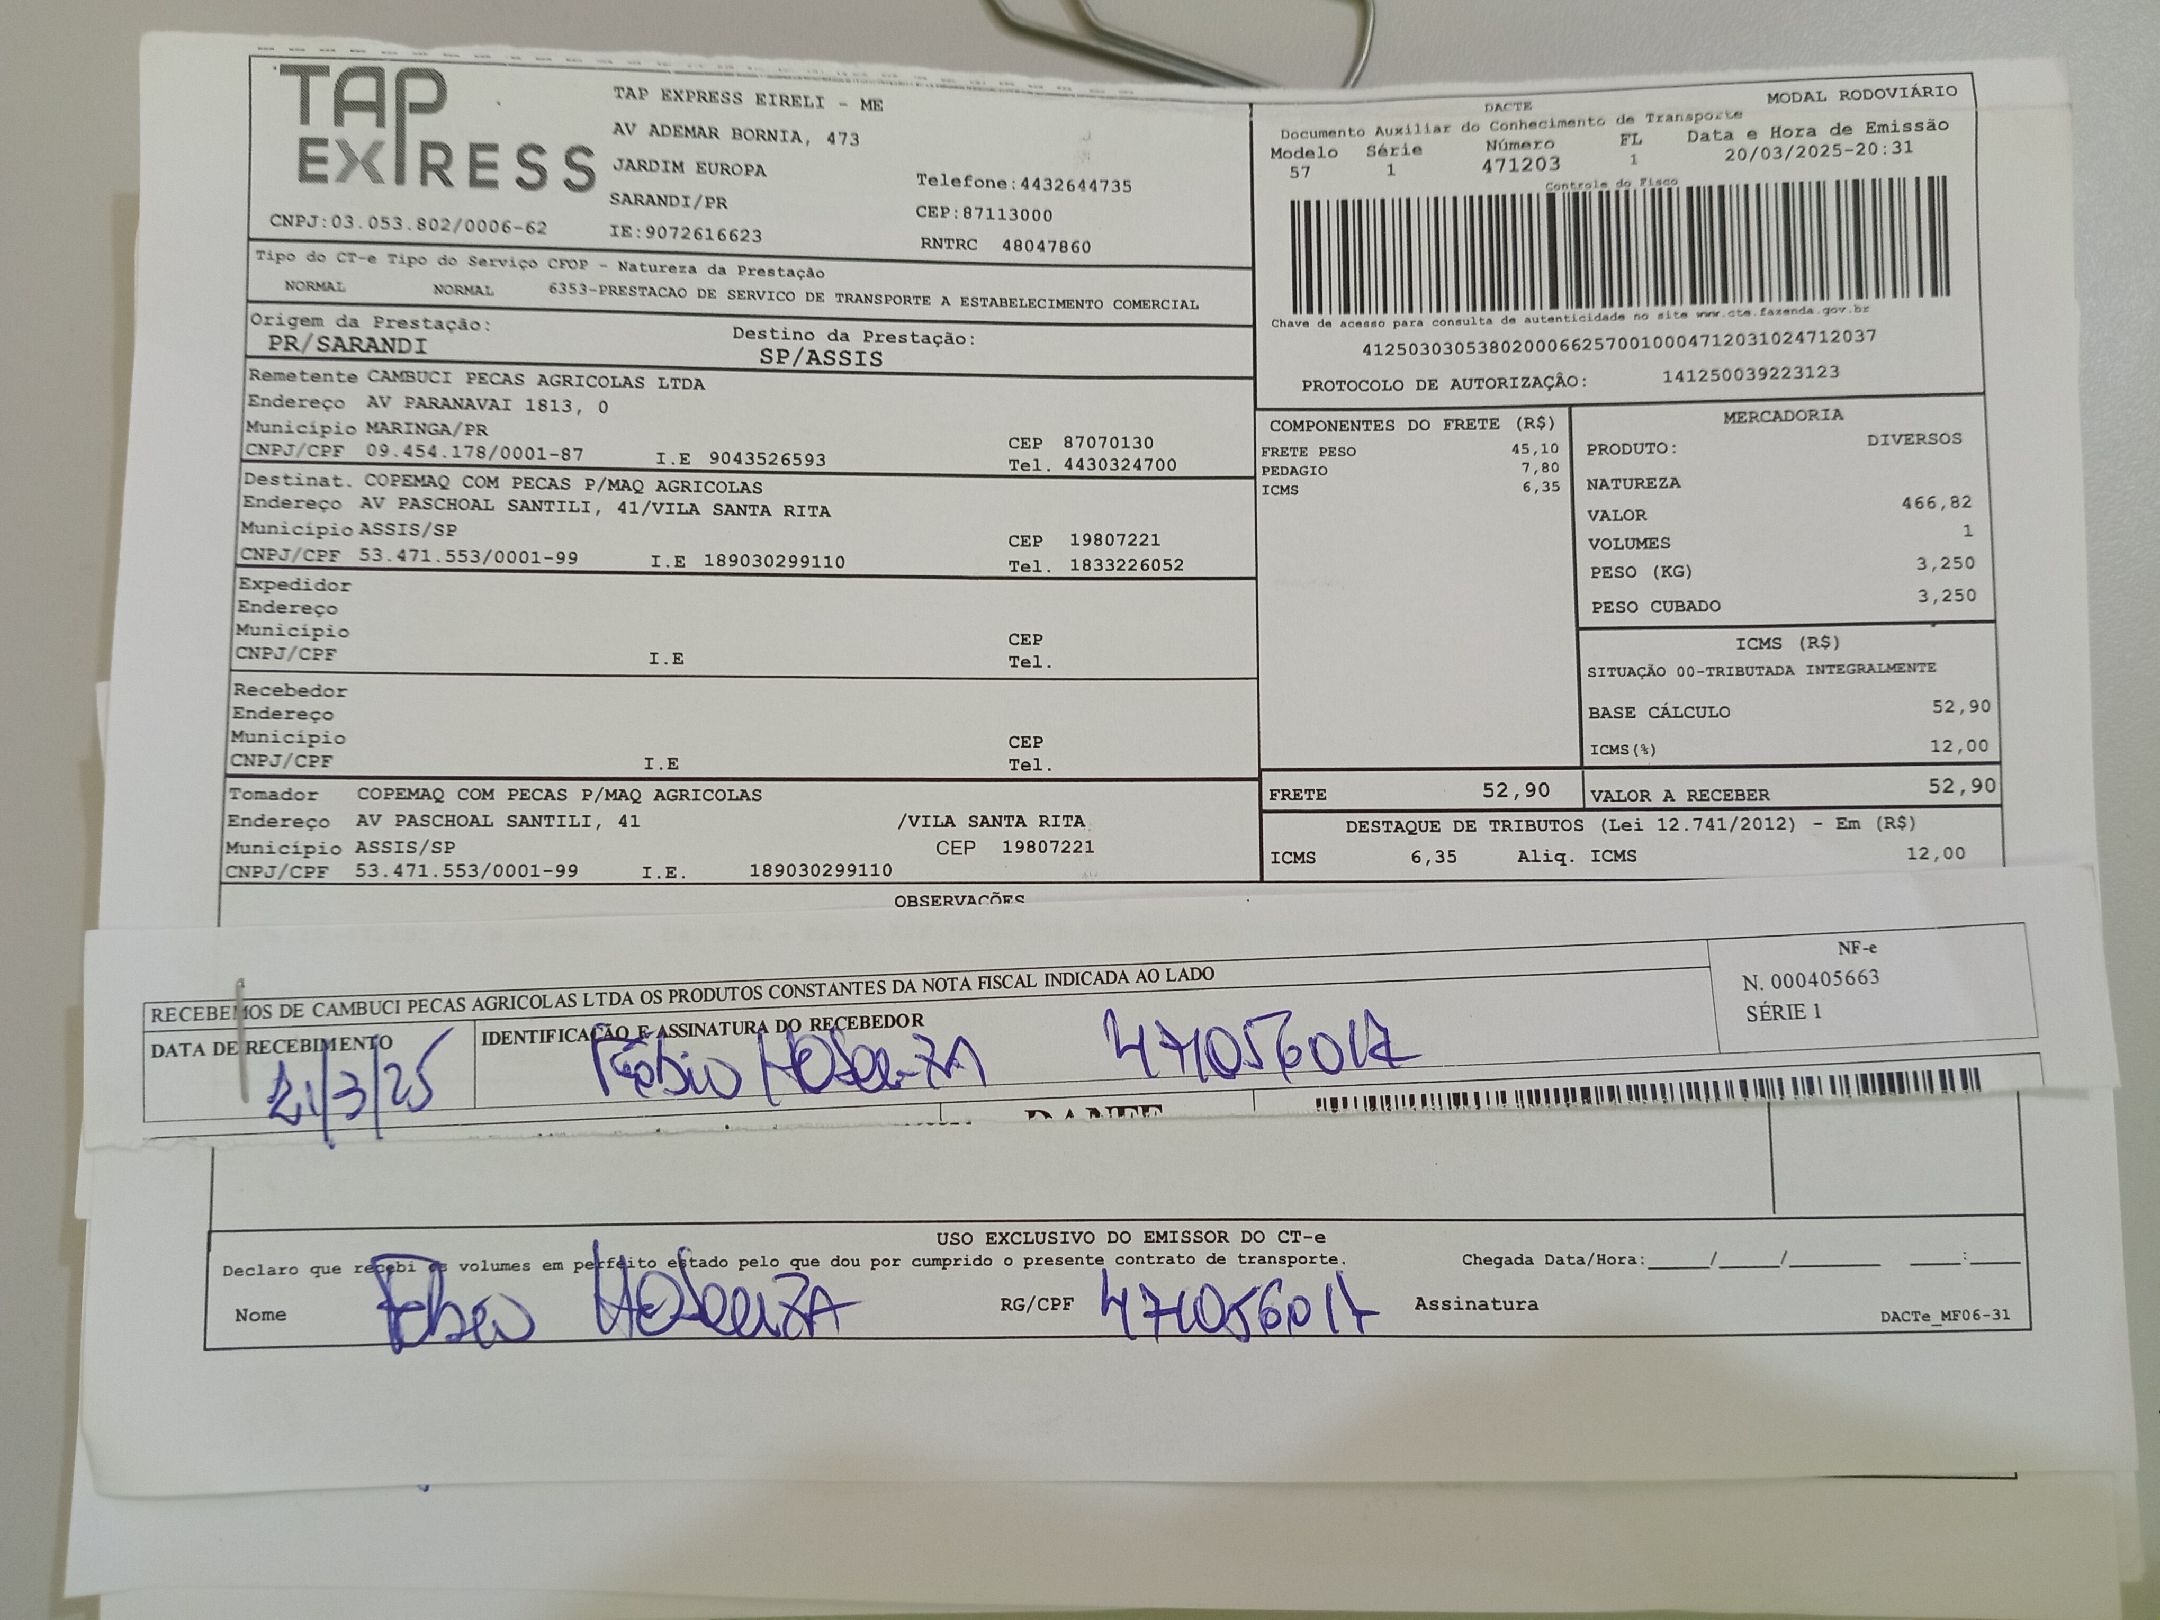 TAP EXPRESS
TAP EXPRESS EIRELI - ME
AV ADEMAR BORNIA, 473
JARDIM EUROPA
SARANDI/PR
Telefone:4432644735
CEP:87113000
CNPJ:03.053.802/0006-62
IE:9072616623
RNTRC 48047860
DACTE
MODAL RODOVIÁRIO
Documento Auxiliar do Conhecimento de Transporte
Modelo Série Número FL Data e Hora de Emissão
57 1 471203 1 20/03/2025-20:31
Controle do Fisco
Chave de acesso para consulta de autenticidade no site www.cte.fazenda.gov.br
41250303053802000662570010004712031024712037
PROTOCOLO DE AUTORIZAÇÃO: 141250039223123
Tipo do CT-e Tipo do Serviço CFOP - Natureza da Prestação
NORMAL NORMAL 6353-PRESTACAO DE SERVICO DE TRANSPORTE A ESTABELECIMENTO COMERCIAL
Origem da Prestação: Destino da Prestação:
PR/SARANDI SP/ASSIS
Remetente CAMBUCI PECAS AGRICOLAS LTDA
Endereço AV PARANAVAI 1813, 0
Município MARINGA/PR CEP 87070130
CNPJ/CPF 09.454.178/0001-87 I.E 9043526593 Tel. 4430324700
Destinat. COPEMAQ COM PECAS P/MAQ AGRICOLAS
Endereço AV PASCHOAL SANTILI, 41/VILA SANTA RITA
Município ASSIS/SP CEP 19807221
CNPJ/CPF 53.471.553/0001-99 I.E 189030299110 Tel. 1833226052
Expedidor
Endereço
Município CEP
CNPJ/CPF I.E Tel.
Recebedor
Endereço
Município CEP
CNPJ/CPF I.E Tel.
Tomador COPEMAQ COM PECAS P/MAQ AGRICOLAS
Endereço AV PASCHOAL SANTILI, 41 /VILA SANTA RITA
Município ASSIS/SP CEP 19807221
CNPJ/CPF 53.471.553/0001-99 I.E. 189030299110
COMPONENTES DO FRETE (R$)
FRETE PESO 45,10
PEDAGIO 7,80
ICMS 6,35
MERCADORIA
PRODUTO: DIVERSOS
NATUREZA
VALOR 466,82
VOLUMES 1
PESO (KG) 3,250
PESO CUBADO 3,250
ICMS (R$)
SITUAÇÃO 00-TRIBUTADA INTEGRALMENTE
BASE CÁLCULO 52,90
ICMS(%) 12,00
FRETE 52,90 VALOR A RECEBER 52,90
DESTAQUE DE TRIBUTOS (Lei 12.741/2012) - Em (R$)
ICMS 6,35 Aliq. ICMS 12,00
OBSERVAÇÕES
RECEBEMOS DE CAMBUCI PECAS AGRICOLAS LTDA OS PRODUTOS CONSTANTES DA NOTA FISCAL INDICADA AO LADO
NF-e
N. 000405663
SÉRIE 1
DATA DE RECEBIMENTO IDENTIFICAÇÃO E ASSINATURA DO RECEBEDOR
21/3/25 Fábio 471056017
DANFE
USO EXCLUSIVO DO EMISSOR DO CT-e
Declaro que recebi os volumes em perfeito estado pelo que dou por cumprido o presente contrato de transporte. Chegada Data/Hora:____/____/______ ____:____
Nome RG/CPF 471056017 Assinatura
DACTe_MF06-31